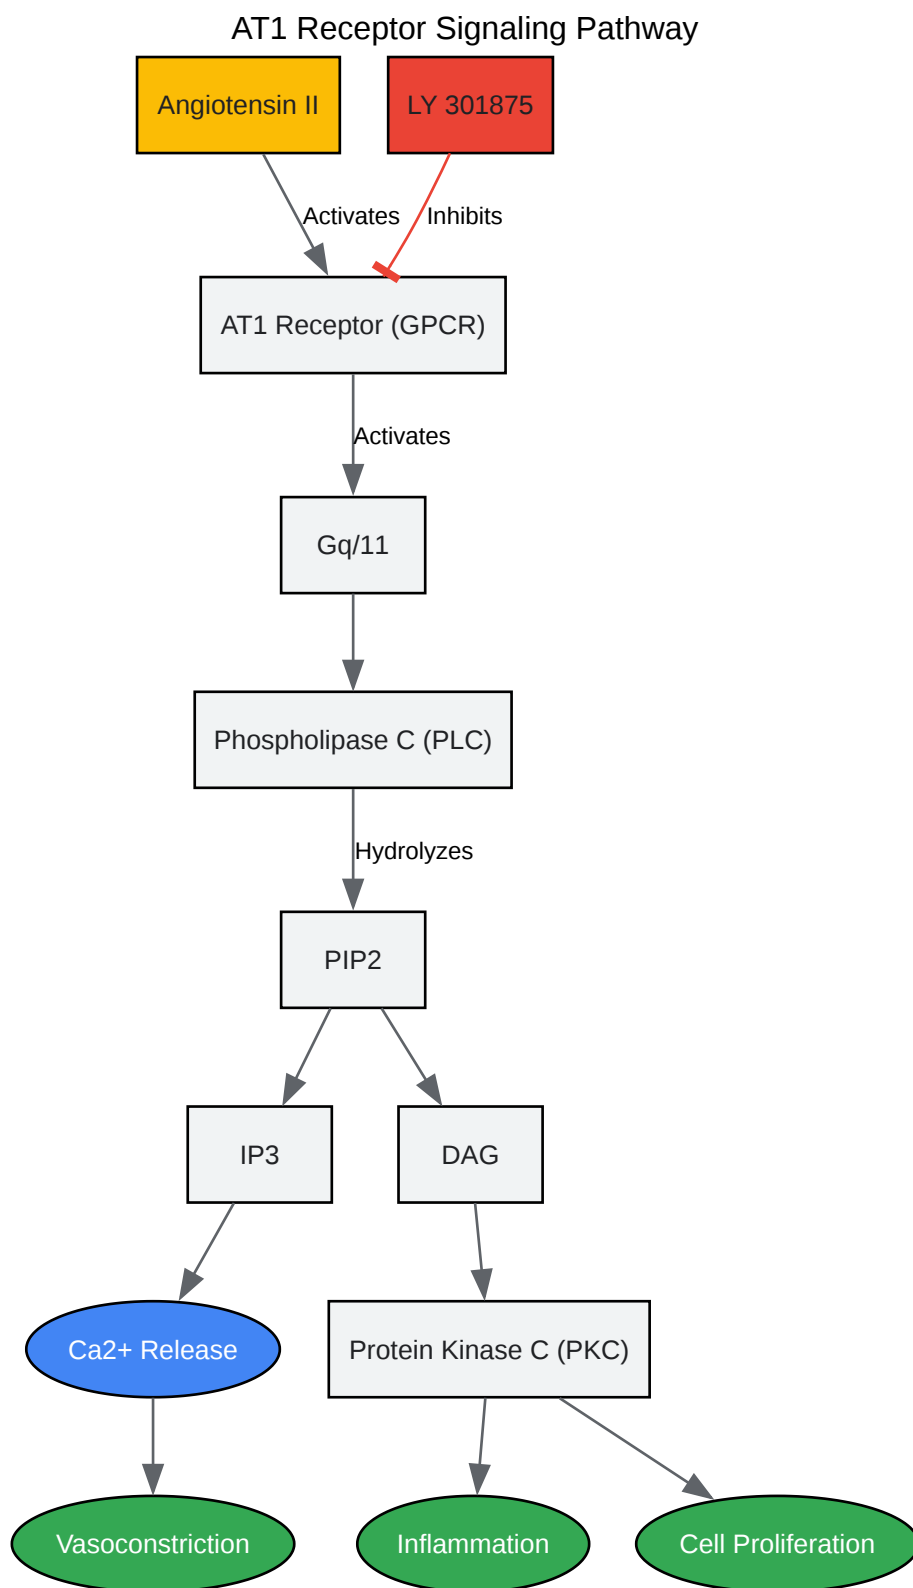 AT1 Receptor Signaling Pathway
Angiotensin II
LY 301875
Activates
Inhibits
AT1 Receptor (GPCR)
Activates
Gq/11
Phospholipase C (PLC)
Hydrolyzes
PIP2
IP3
DAG
Ca2+ Release
Protein Kinase C (PKC)
Vasoconstriction
Inflammation
Cell Proliferation